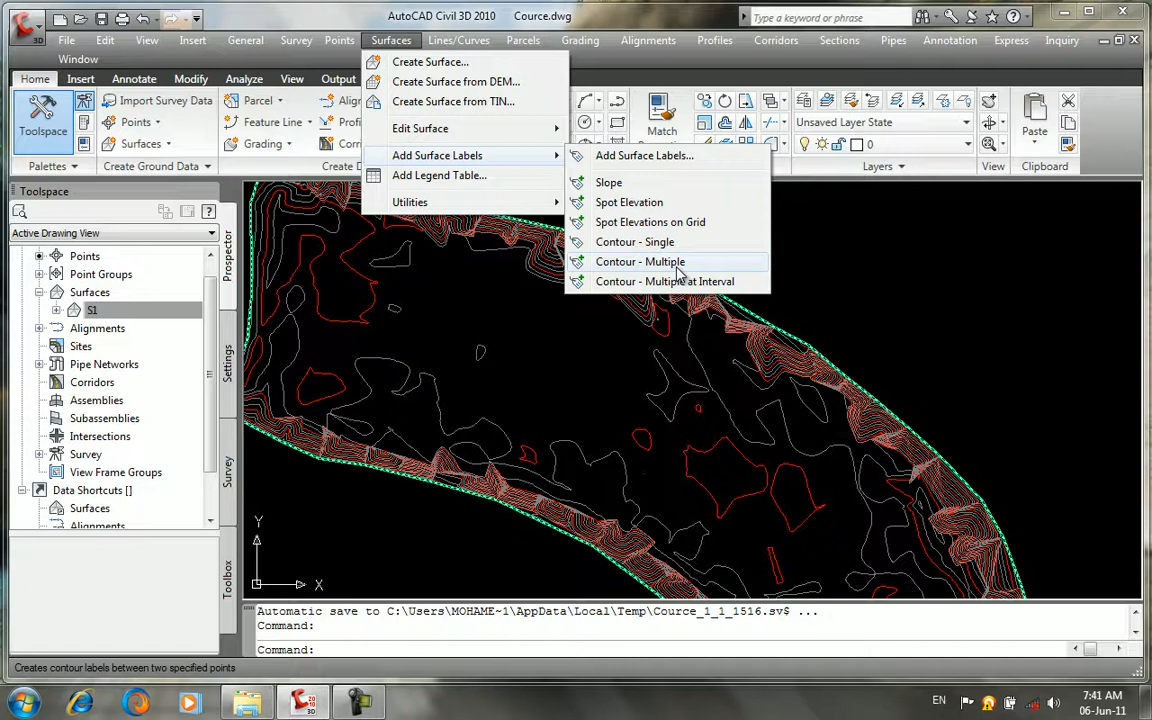 AutoCAD Civil 3D 2010 Cource.dwg
Type a keyword or phrase
3D
File Edit View Insert General Survey Points Surfaces Lines/Curves Parcels Grading Alignments Profiles Corridors Sections Pipes Annotation Express Inquiry
Window
Home Insert Annotate Modify Analyze View Output
Toolspace
Import Survey Data
Points
Surfaces
Parcel
Feature Line
Grading
Match
Unsaved Layer State
0
Paste
Palettes
Create Ground Data
Create Surface...
Create Surface from DEM...
Create Surface from TIN...
Edit Surface
Add Surface Labels
Add Legend Table...
Utilities
Add Surface Labels...
Slope
Spot Elevation
Spot Elevations on Grid
Contour - Single
Contour - Multiple
Contour - Multiple at Interval
Toolspace
Active Drawing View
Points
Point Groups
Surfaces
S1
Alignments
Sites
Pipe Networks
Corridors
Assemblies
Subassemblies
Intersections
Survey
View Frame Groups
Data Shortcuts []
Surfaces
Alignments
Prospector
Settings
Survey
Toolbox
Y
X
Automatic save to C:\Users\MOHAME~1\AppData\Local\Temp\Cource_1_1_1516.sv$ ...
Command:
Command:
Creates contour labels between two specified points
EN
7:41 AM
06-Jun-11